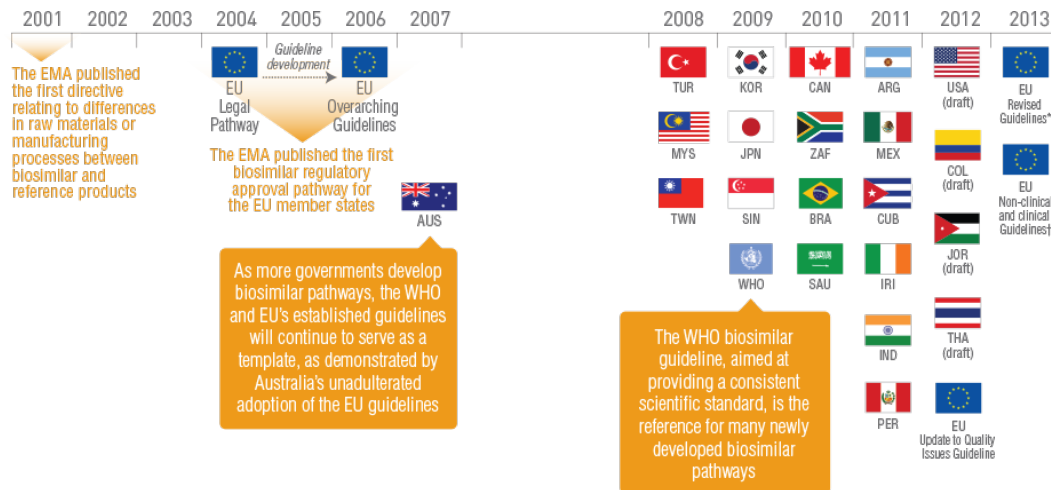 2001 2002 2003 2004 2005 2006 2007 2008 2009 2010 2011 2012 2013
The EMA published
the first directive
relating to differences
in raw materials or
manufacturing
processes between
biosimilar and
reference products
EU
Legal
Pathway
Guideline
development
EU
Overarching
Guidelines
The EMA published the first
biosimilar regulatory
approval pathway for
the EU member states
AUS
As more governments develop
biosimilar pathways, the WHO
and EU's established guidelines
will continue to serve as a
template, as demonstrated by
Australia's unadulterated
adoption of the EU guidelines
TUR
MYS
TWN
KOR
JPN
SIN
WHO
The WHO biosimilar
guideline, aimed at
providing a consistent
scientific standard, is the
reference for many newly
developed biosimilar
pathways
CAN
ZAF
BRA
SAU
ARG
MEX
CUB
IRI
IND
PER
USA
(draft)
COL
(draft)
JOR
(draft)
THA
(draft)
EU
Update to Quality
Issues Guideline
EU
Revised
Guidelines*
EU
Non-clinical
and clinical
Guidelines†